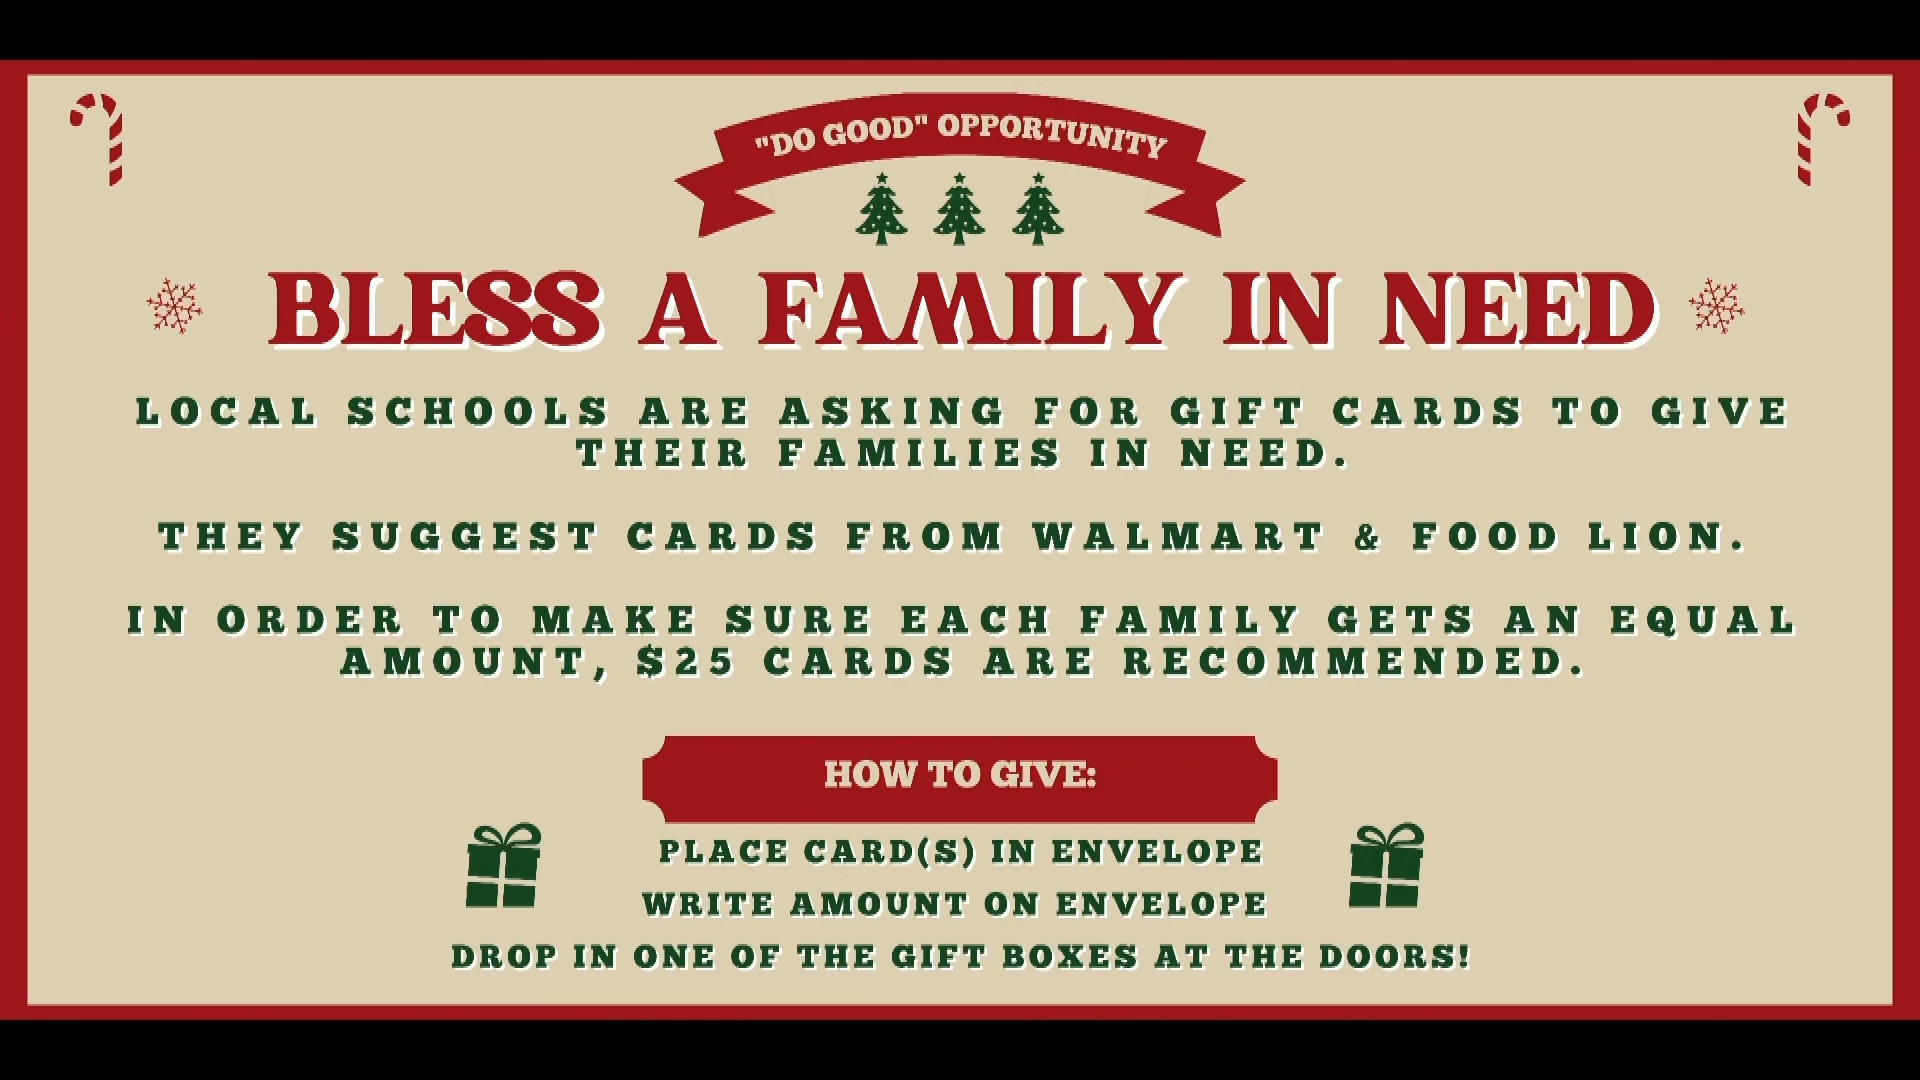 "DO GOOD" OPPORTUNITY
BLESS A FAMILY IN NEED
LOCAL SCHOOLS ARE ASKING FOR GIFT CARDS TO GIVE
THEIR FAMILIES IN NEED.
THEY SUGGEST CARDS FROM WALMART & FOOD LION.
IN ORDER TO MAKE SURE EACH FAMILY GETS AN EQUAL
AMOUNT, $25 CARDS ARE RECOMMENDED.
HOW TO GIVE:
PLACE CARD(S) IN ENVELOPE
WRITE AMOUNT ON ENVELOPE
DROP IN ONE OF THE GIFT BOXES AT THE DOORS!